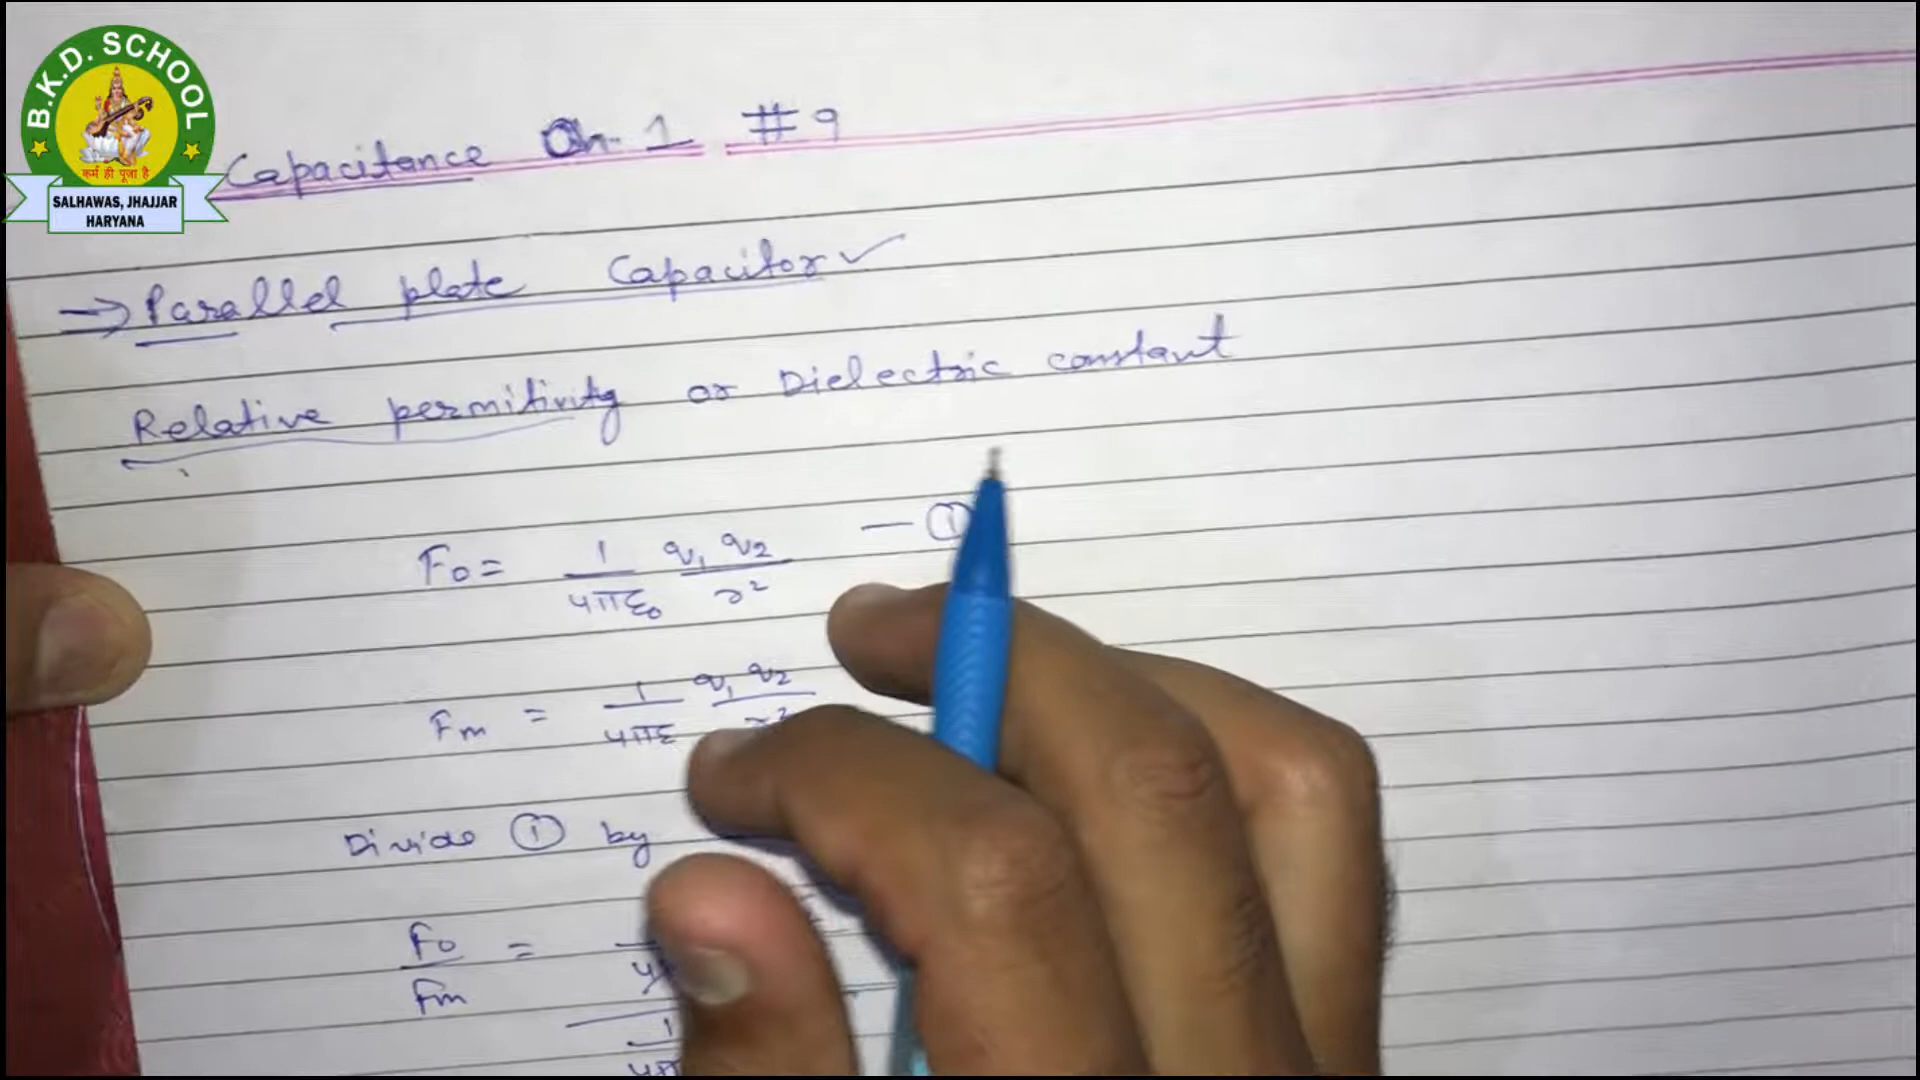 B.K.D. SCHOOL
कर्म ही पूजा है
SALHAWAS, JHAJJAR
HARYANA
Capacitance Ch-1 #9
→ Parallel plate Capacitor ✓
Relative permitivity or Dielectric constant
F₀ = 1/4πε₀ q₁q₂/r² — ①
Fm = 1/4πε q₁q₂/r²
Divide ① by
F₀/Fm =